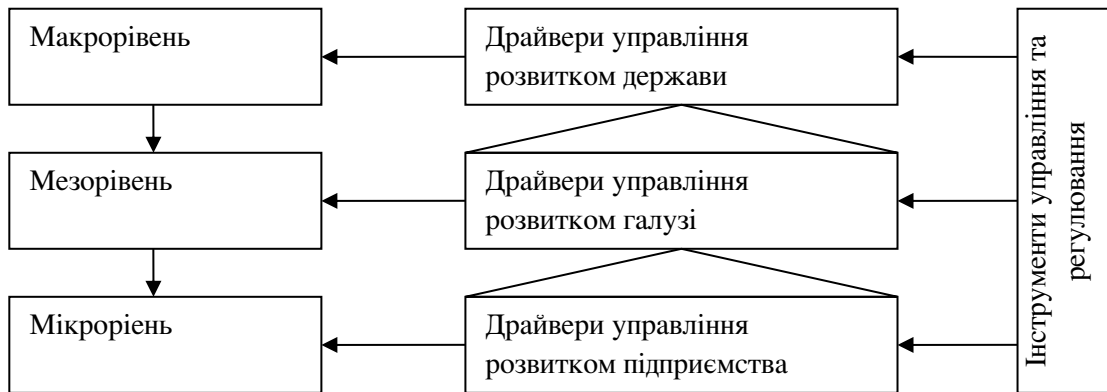 Макрорівень
Драйвери управління
розвитком держави
Мезорівень
Драйвери управління
розвитком галузі
Мікроріень
Драйвери управління
розвитком підприємства
Інструменти управління та
регулювання